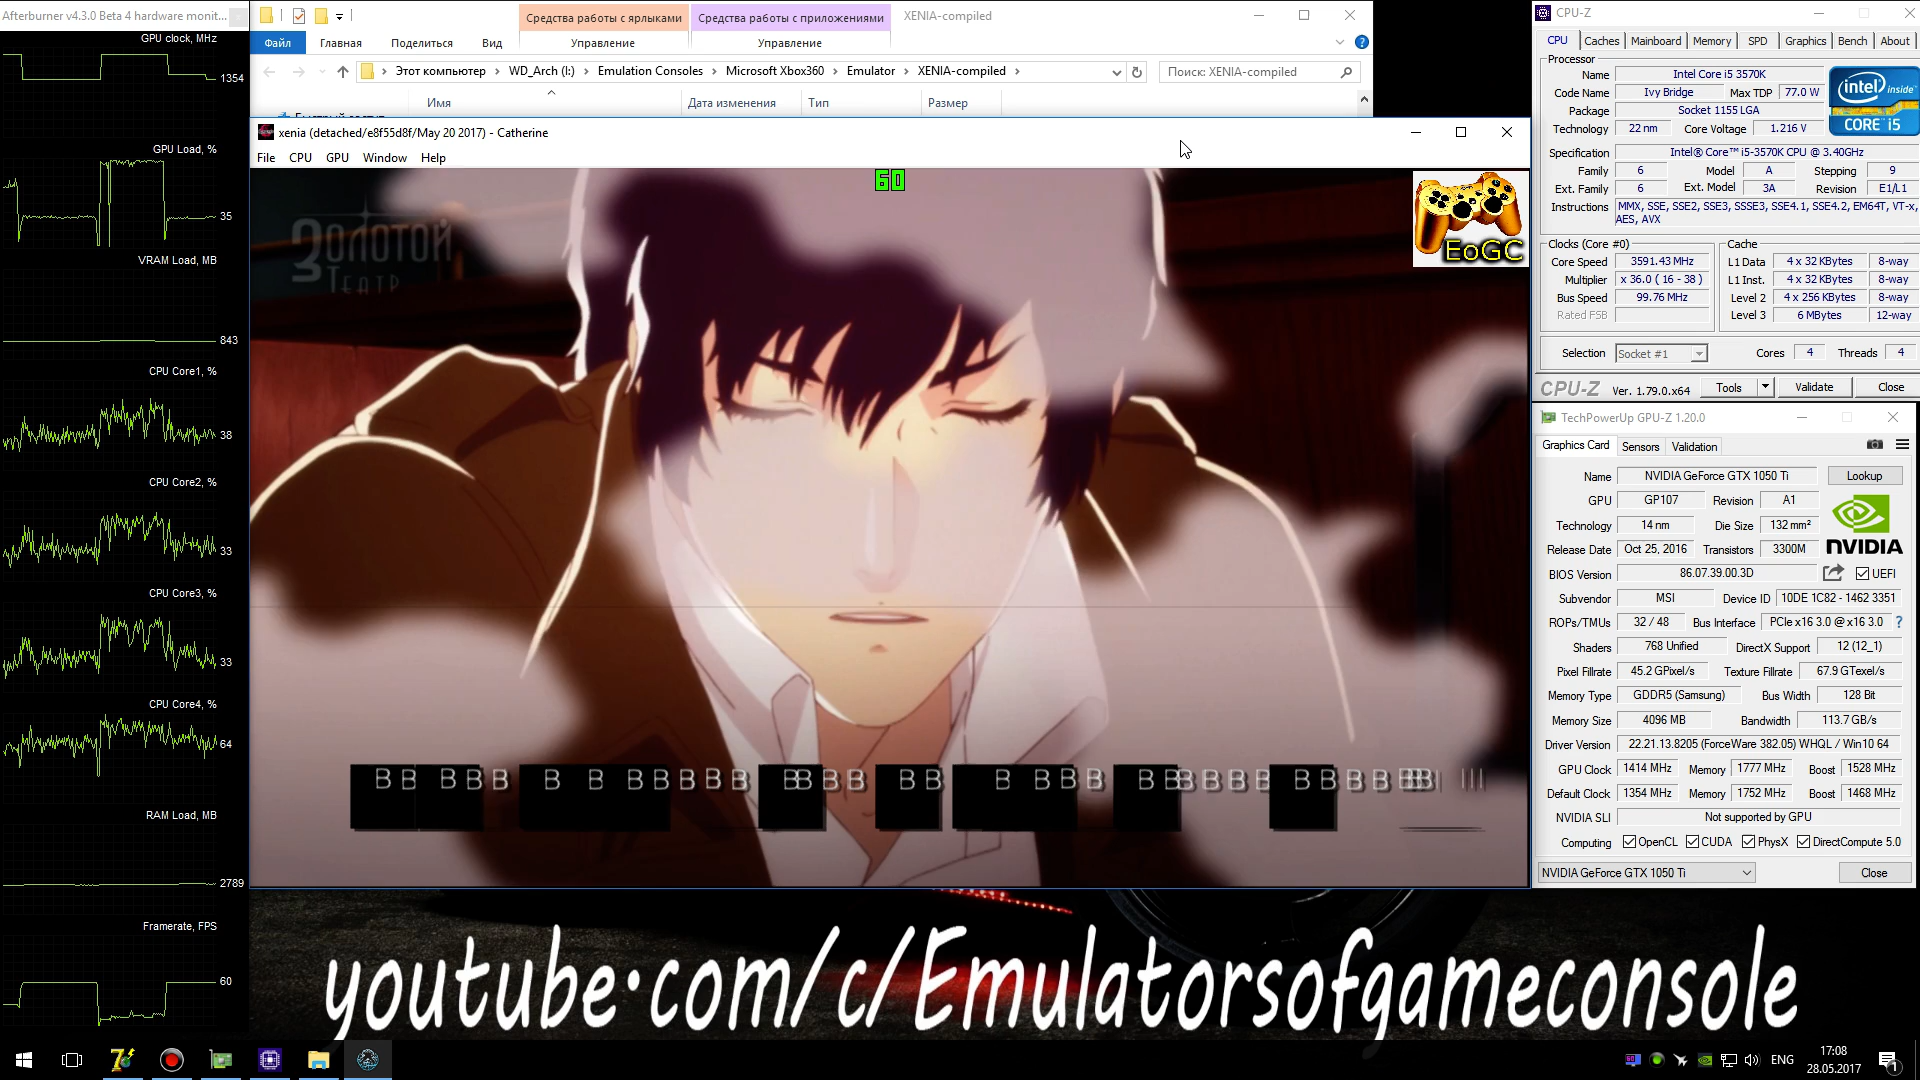 Afterburner v4.3.0 Beta 4 hardware monit...
GPU clock, MHz
1354
GPU Load, %
35
VRAM Load, MB
843
CPU Core1, %
38
CPU Core2, %
33
CPU Core3, %
33
CPU Core4, %
64
RAM Load, MB
2789
Framerate, FPS
60
Средства работы с ярлыками
Средства работы с приложениями
XENIA-compiled
Файл
Главная
Поделиться
Вид
Управление
Управление
Этот компьютер
WD_Arch (I:)
Emulation Consoles
Microsoft Xbox360
Emulator
XENIA-compiled
Поиск: XENIA-compiled
Имя
Дата изменения
Тип
Размер
xenia (detached/e8f55d8f/May 20 2017) - Catherine
File CPU GPU Window Help
60
Золотой
Театр
EoGC
B B B B B B B B B B B B B B B B B B B B B B B B B B B B B B B B
youtube.com/c/Emulatorsofgameconsole
CPU-Z
CPU Caches Mainboard Memory SPD Graphics Bench About
Processor
Name Intel Core i5 3570K
Code Name Ivy Bridge Max TDP 77.0 W
Package Socket 1155 LGA
Technology 22 nm Core Voltage 1.216 V
intel inside™
CORE i5
Specification Intel® Core™ i5-3570K CPU @ 3.40GHz
Family 6 Model A Stepping 9
Ext. Family 6 Ext. Model 3A Revision E1/L1
Instructions MMX, SSE, SSE2, SSE3, SSSE3, SSE4.1, SSE4.2, EM64T, VT-x,
AES, AVX
Clocks (Core #0)
Core Speed 3591.43 MHz
Multiplier x 36.0 ( 16 - 38 )
Bus Speed 99.76 MHz
Rated FSB
Cache
L1 Data 4 x 32 KBytes 8-way
L1 Inst. 4 x 32 KBytes 8-way
Level 2 4 x 256 KBytes 8-way
Level 3 6 MBytes 12-way
Selection Socket #1 Cores 4 Threads 4
CPU-Z Ver. 1.79.0.x64 Tools Validate Close
TechPowerUp GPU-Z 1.20.0
Graphics Card Sensors Validation
Name NVIDIA GeForce GTX 1050 Ti Lookup
GPU GP107 Revision A1
Technology 14 nm Die Size 132 mm²
Release Date Oct 25, 2016 Transistors 3300M
NVIDIA
BIOS Version 86.07.39.00.3D UEFI
Subvendor MSI Device ID 10DE 1C82 - 1462 3351
ROPs/TMUs 32 / 48 Bus Interface PCIe x16 3.0 @ x16 3.0 ?
Shaders 768 Unified DirectX Support 12 (12_1)
Pixel Fillrate 45.2 GPixel/s Texture Fillrate 67.9 GTexel/s
Memory Type GDDR5 (Samsung) Bus Width 128 Bit
Memory Size 4096 MB Bandwidth 113.7 GB/s
Driver Version 22.21.13.8205 (ForceWare 382.05) WHQL / Win10 64
GPU Clock 1414 MHz Memory 1777 MHz Boost 1528 MHz
Default Clock 1354 MHz Memory 1752 MHz Boost 1468 MHz
NVIDIA SLI Not supported by GPU
Computing OpenCL CUDA PhysX DirectCompute 5.0
NVIDIA GeForce GTX 1050 Ti Close
ENG
17:08
28.05.2017
1